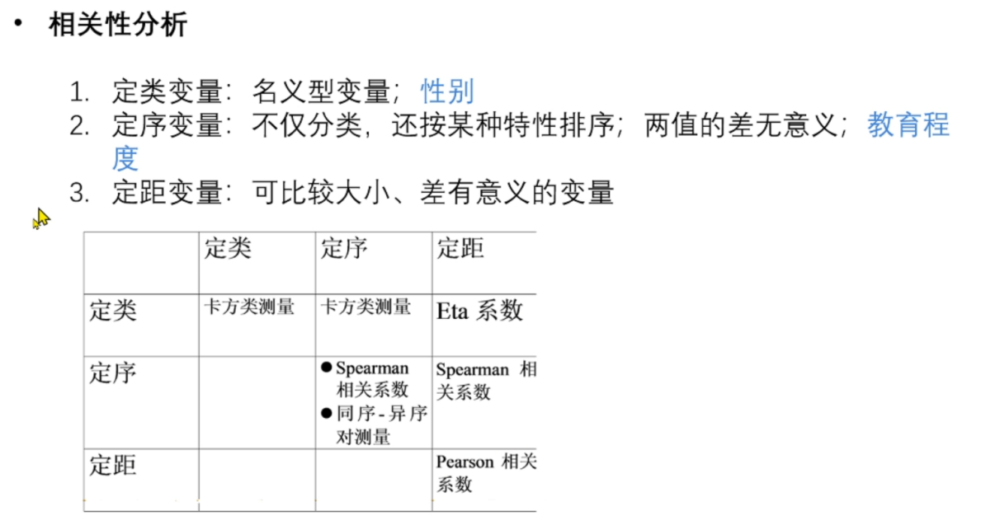 • 相关性分析
1. 定类变量：名义型变量；性别
2. 定序变量：不仅分类，还按某种特性排序；两值的差无意义；教育程
度
3. 定距变量：可比较大小、差有意义的变量
定类 定序 定距
定类 卡方类测量 卡方类测量 Eta 系数
定序
●Spearman
相关系数
●同序-异序
对测量
Spearman 相
关系数
定距
Pearson 相关
系数